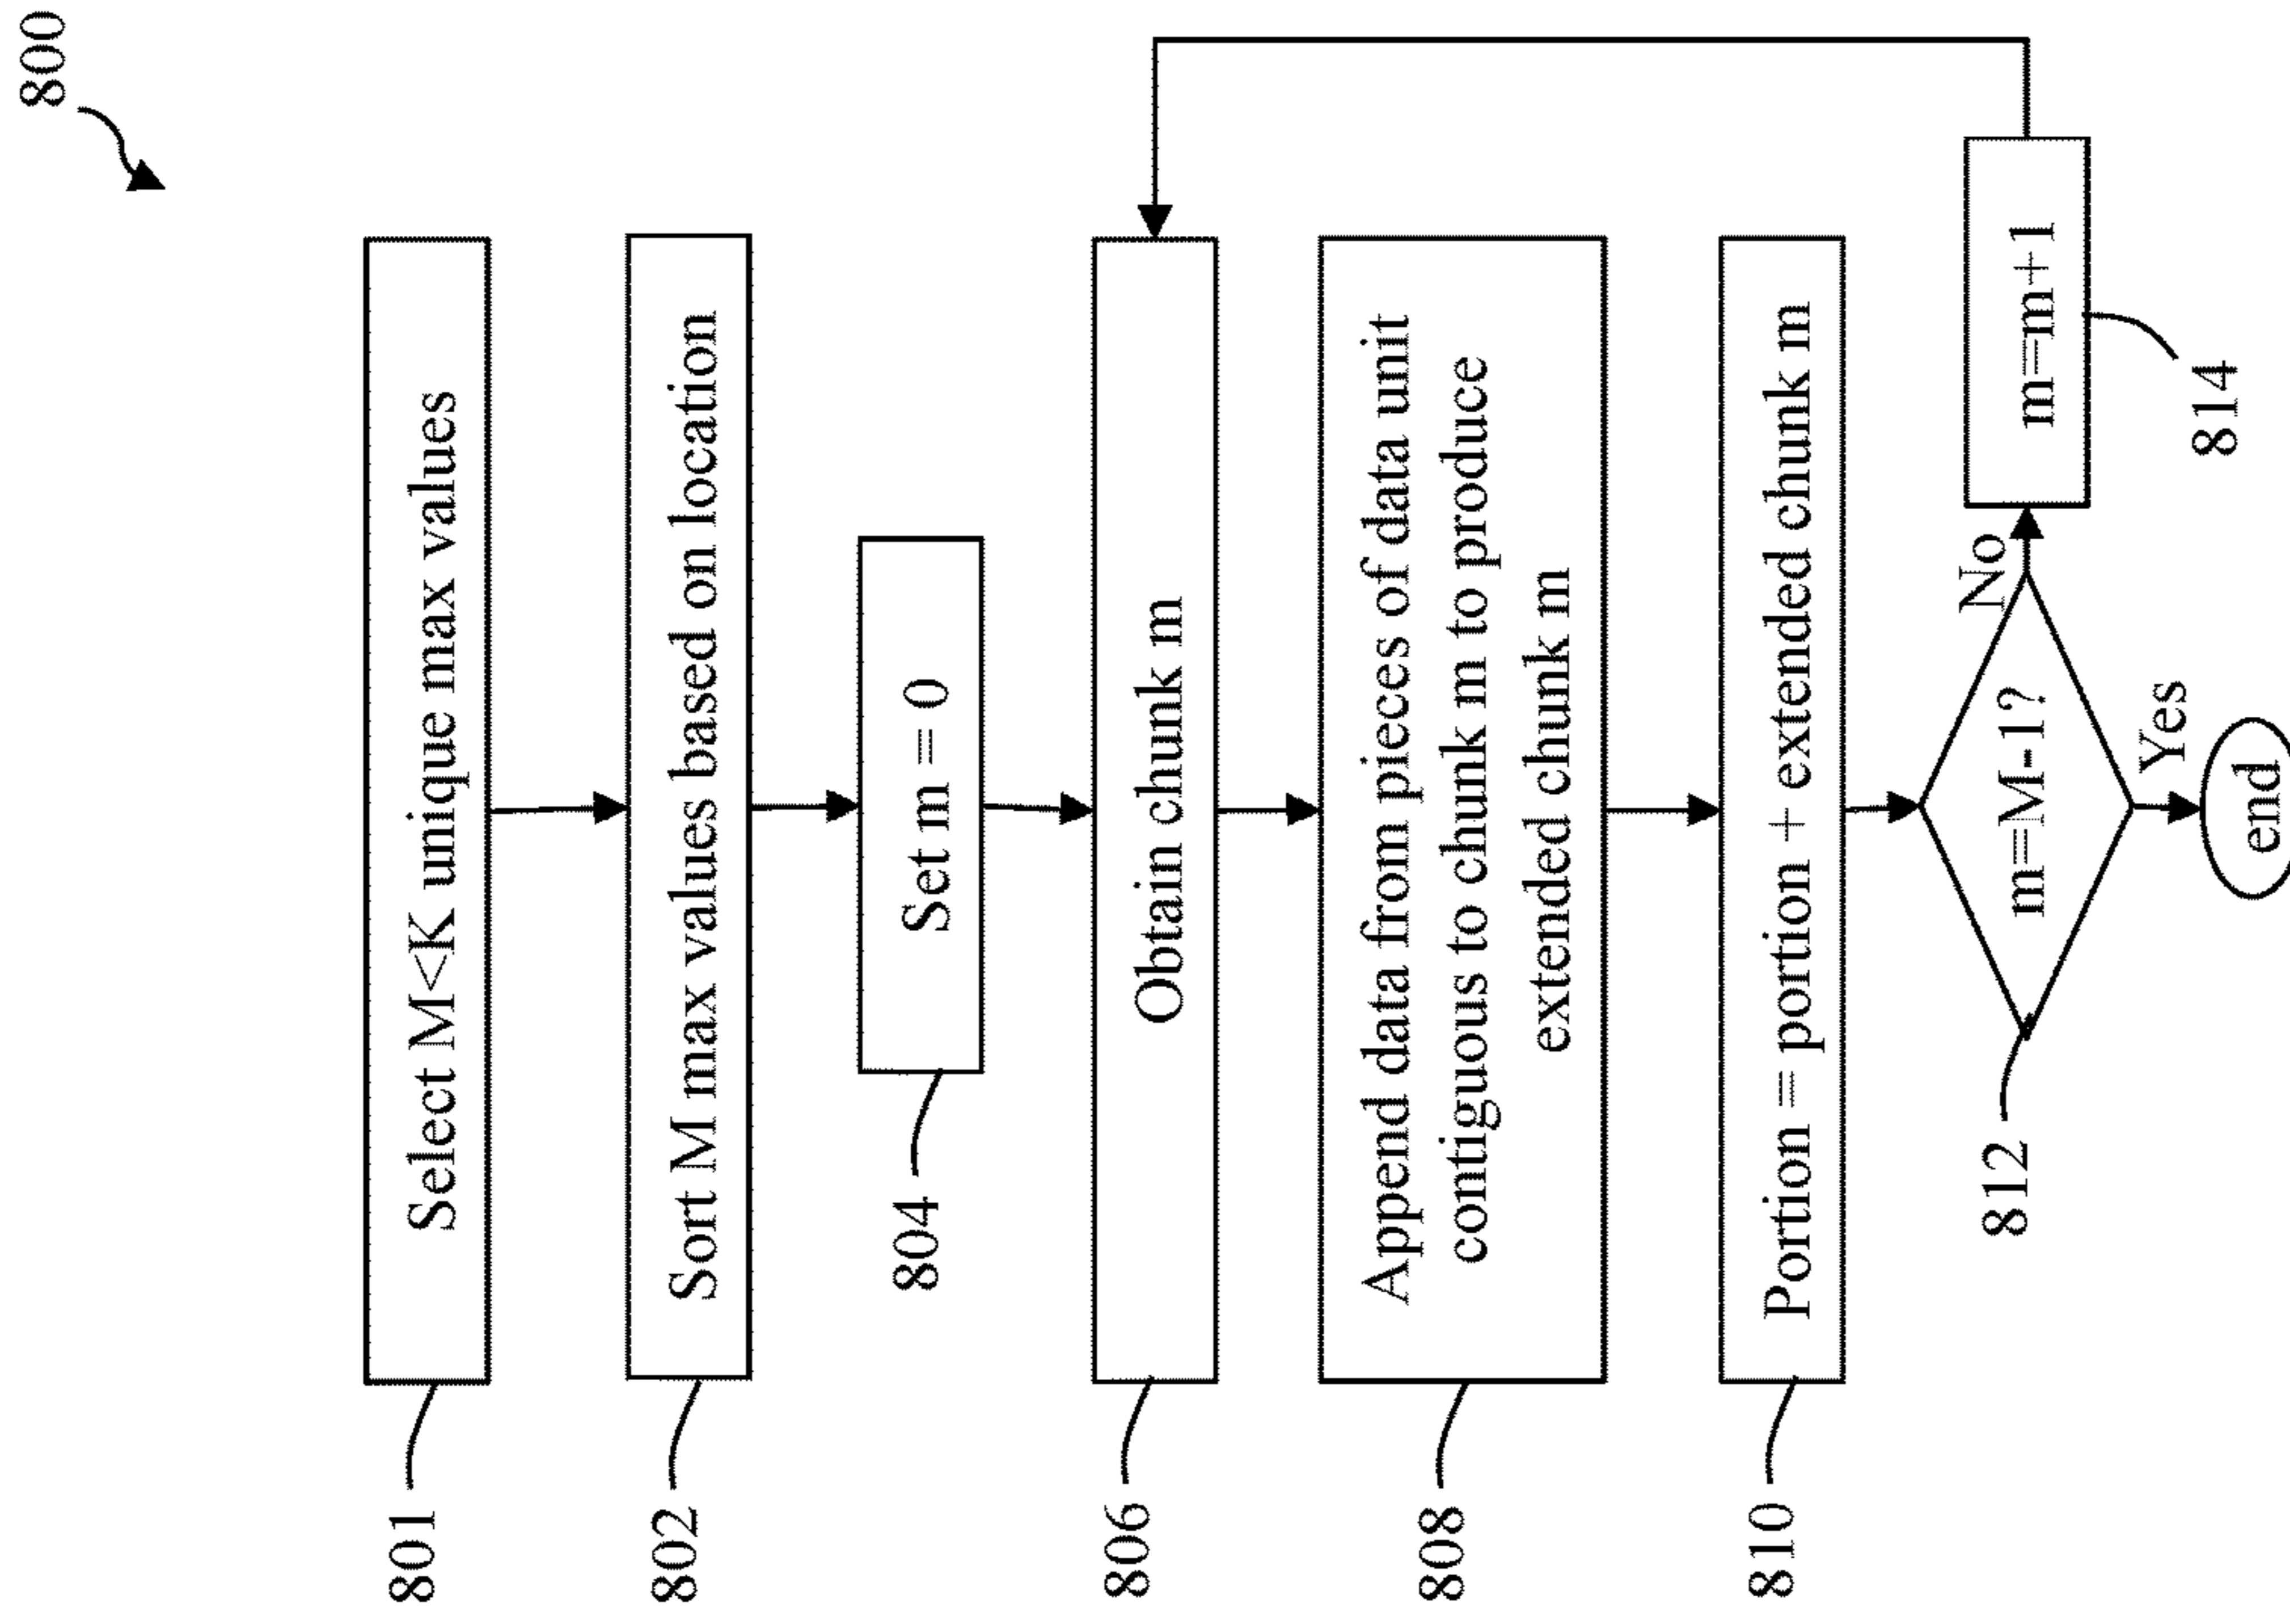 800
801
Select M<K unique max values
802
Sort M max values based on location
804
Set m = 0
806
Obtain chunk m
808
Append data from pieces of data unit
contiguous to chunk m to produce
extended chunk m
810
Portion = portion + extended chunk m
812
m=M-1?
No
m=m+1
814
Yes
end